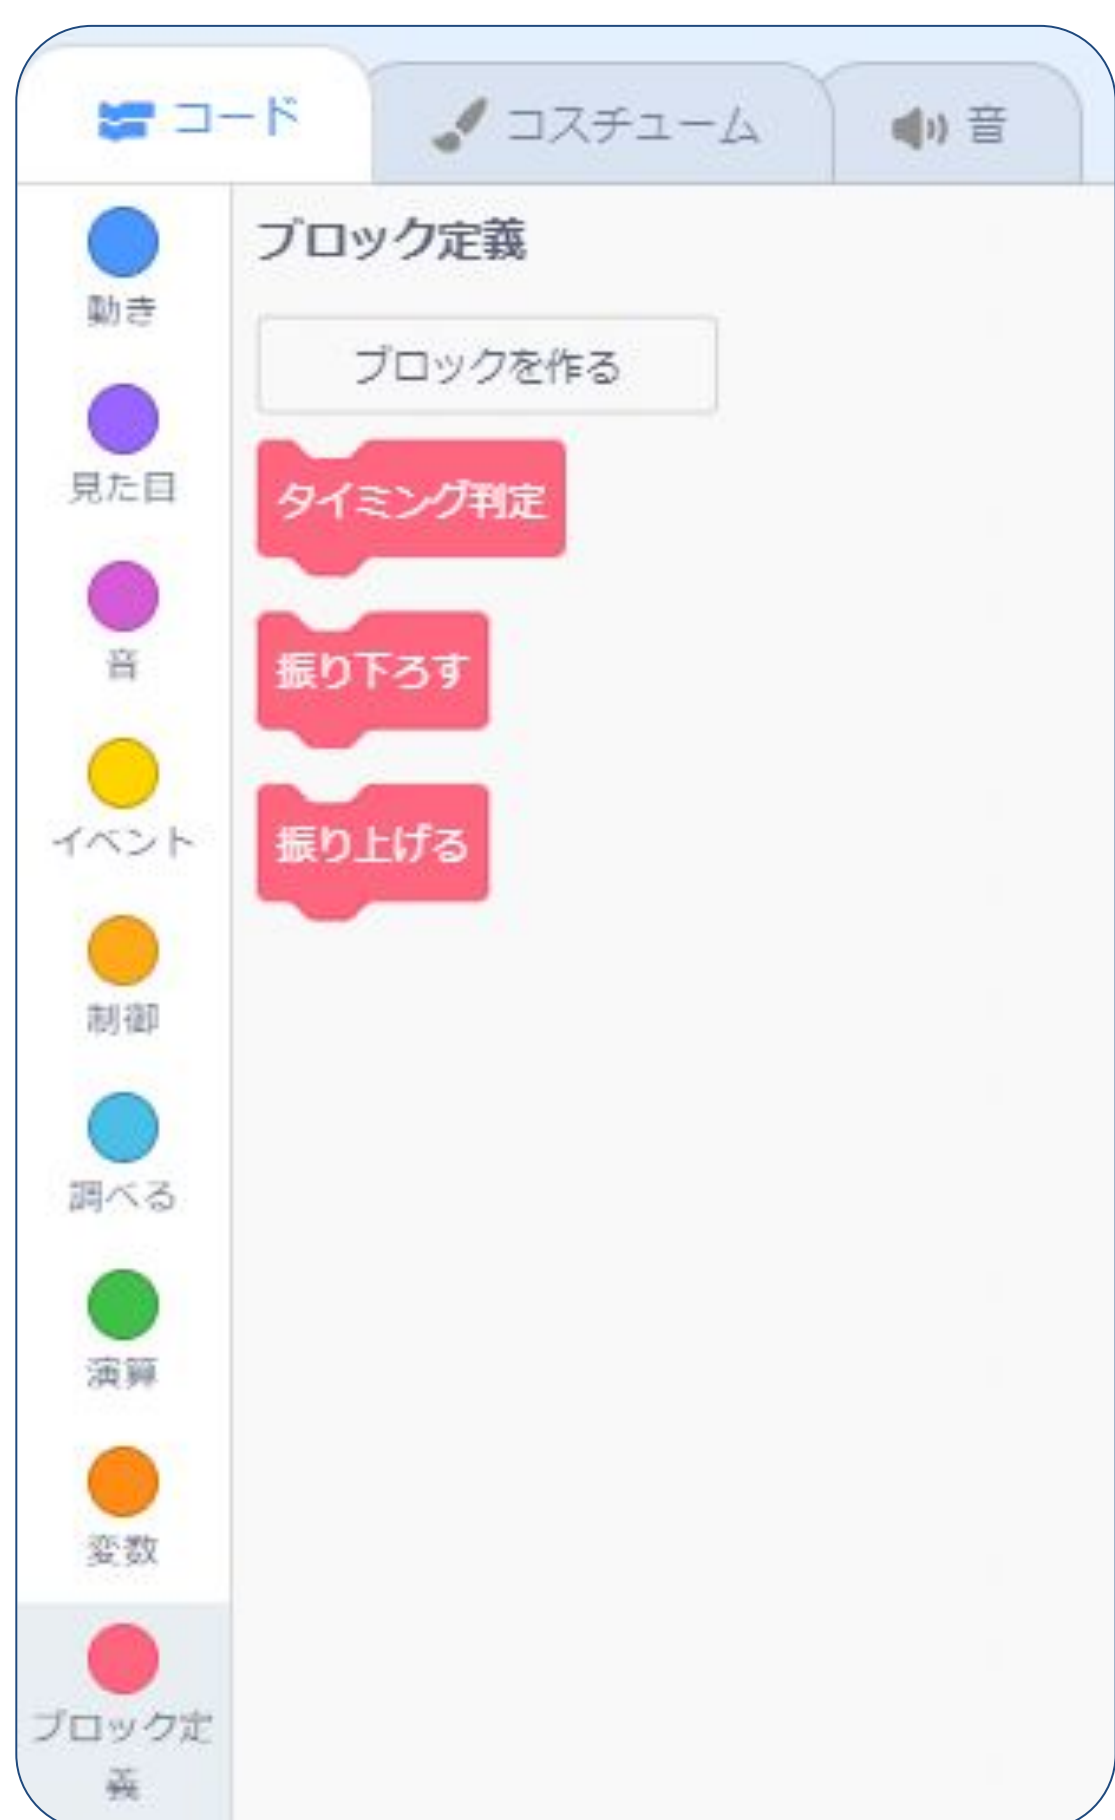 コード
コスチューム
音
動き
見た目
音
イベント
制御
調べる
演算
変数
ブロック定
義
ブロック定義
ブロックを作る
タイミング判定
振り下ろす
振り上げる